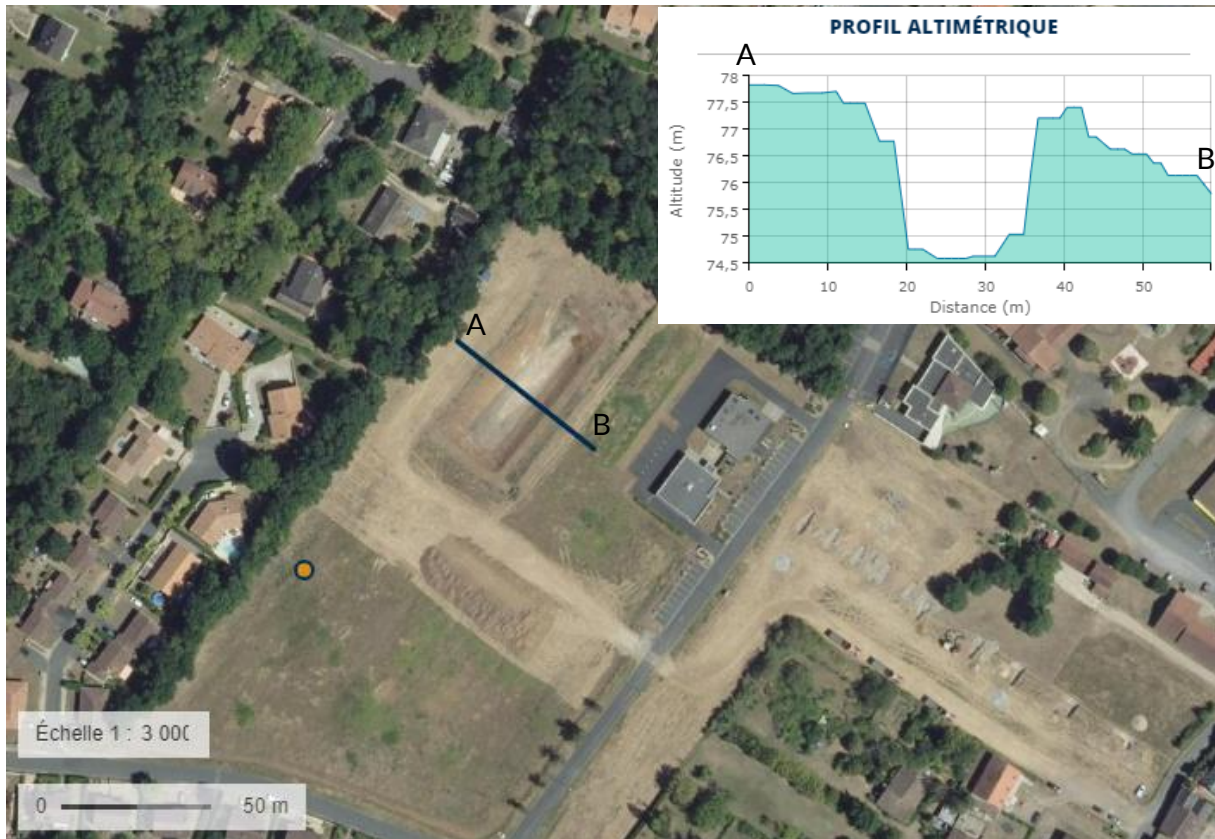 PROFIL ALTIMÉTRIQUE
A
78
77,5
77
76,5
76
75,5
75
74,5
Altitude (m)
B
0 10 20 30 40 50
Distance (m)
A
B
Échelle 1 : 3 000
0 50 m